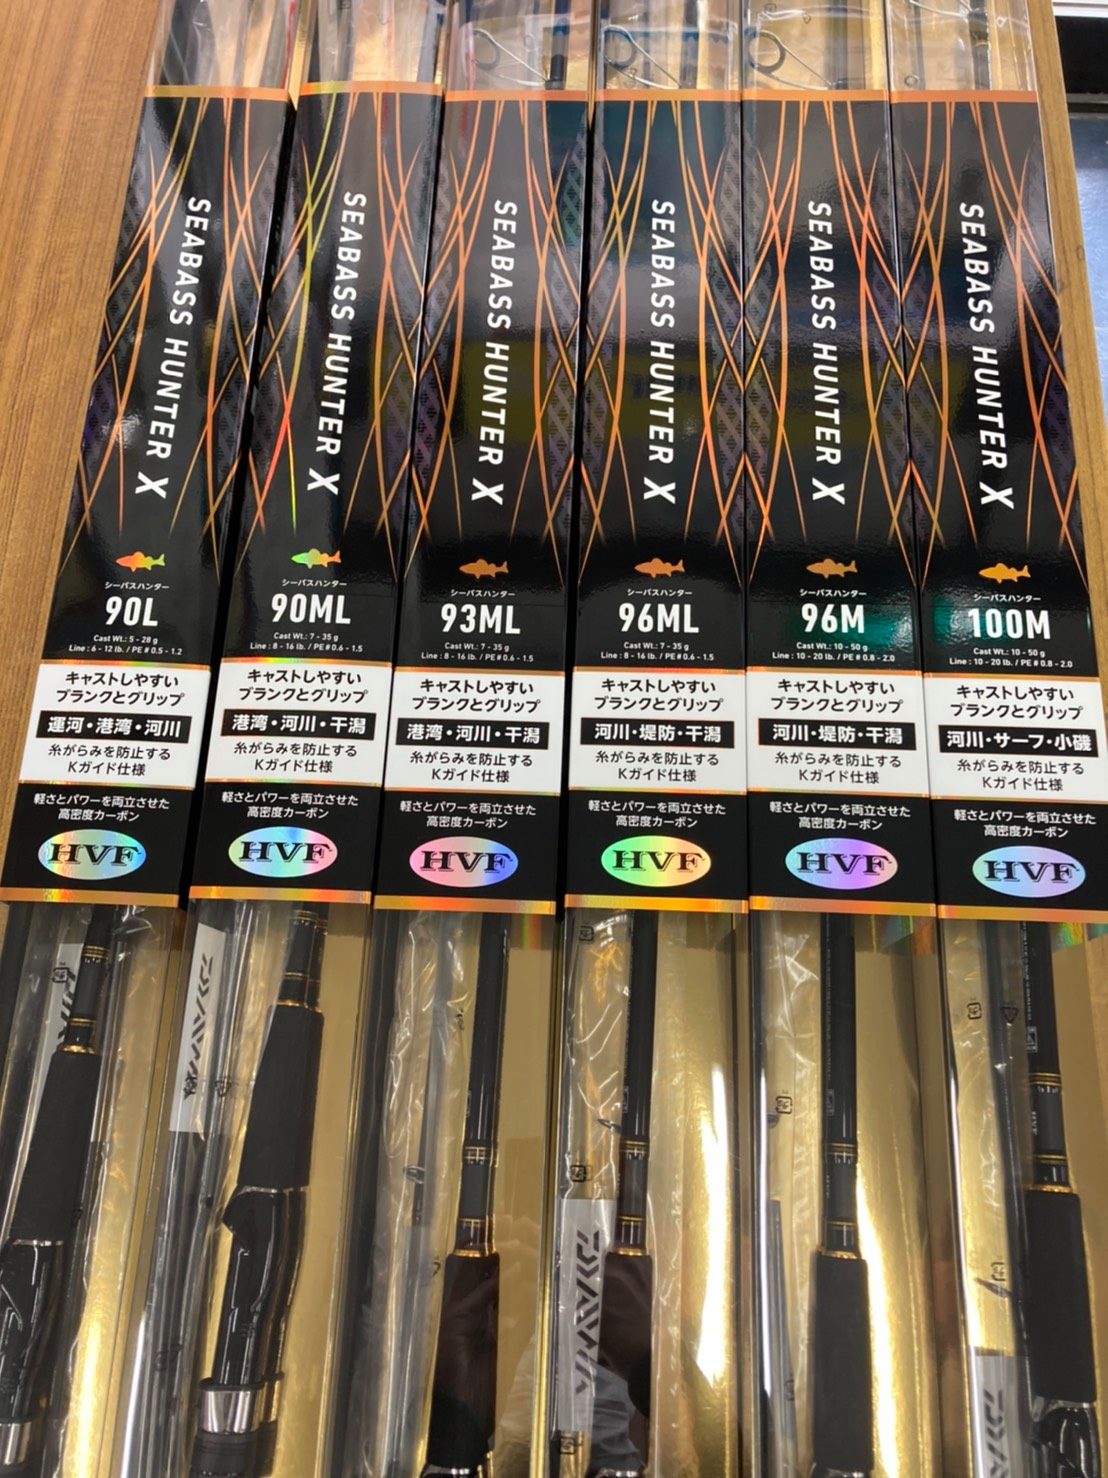 SEABASS HUNTER X
シーバスハンター
90L
Cast Wt.: 5 - 28 g
Line : 6 - 12 lb. / PE # 0.5 - 1.2
キャストしやすい
ブランクとグリップ
運河・港湾・河川
糸がらみを防止する
Kガイド仕様
軽さとパワーを両立させた
高密度カーボン
HVF
SEABASS HUNTER X
シーバスハンター
90ML
Cast Wt.: 7 - 35 g
Line : 8 - 16 lb. / PE # 0.6 - 1.5
キャストしやすい
ブランクとグリップ
港湾・河川・干潟
糸がらみを防止する
Kガイド仕様
軽さとパワーを両立させた
高密度カーボン
HVF
DAIWA
SEABASS HUNTER X
シーバスハンター
93ML
Cast Wt.: 7 - 35 g
Line : 8 - 16 lb. / PE # 0.6 - 1.5
キャストしやすい
ブランクとグリップ
港湾・河川・干潟
糸がらみを防止する
Kガイド仕様
軽さとパワーを両立させた
高密度カーボン
HVF
SEABASS HUNTER X
シーバスハンター
96ML
Cast Wt.: 7 - 35 g
Line : 8 - 16 lb. / PE # 0.6 - 1.5
キャストしやすい
ブランクとグリップ
河川・堤防・干潟
糸がらみを防止する
Kガイド仕様
軽さとパワーを両立させた
高密度カーボン
HVF
DAIWA
SEABASS HUNTER X
シーバスハンター
96M
Cast Wt.: 10 - 50 g
Line : 10 - 20 lb. / PE # 0.8 - 2.0
キャストしやすい
ブランクとグリップ
河川・堤防・干潟
糸がらみを防止する
Kガイド仕様
軽さとパワーを両立させた
高密度カーボン
HVF
SEABASS HUNTER X
シーバスハンター
100M
Cast Wt.: 10 - 50 g
Line : 10 - 20 lb. / PE # 0.8 - 2.0
キャストしやすい
ブランクとグリップ
河川・サーフ・小磯
糸がらみを防止する
Kガイド仕様
軽さとパワーを両立させた
高密度カーボン
HVF
HVF